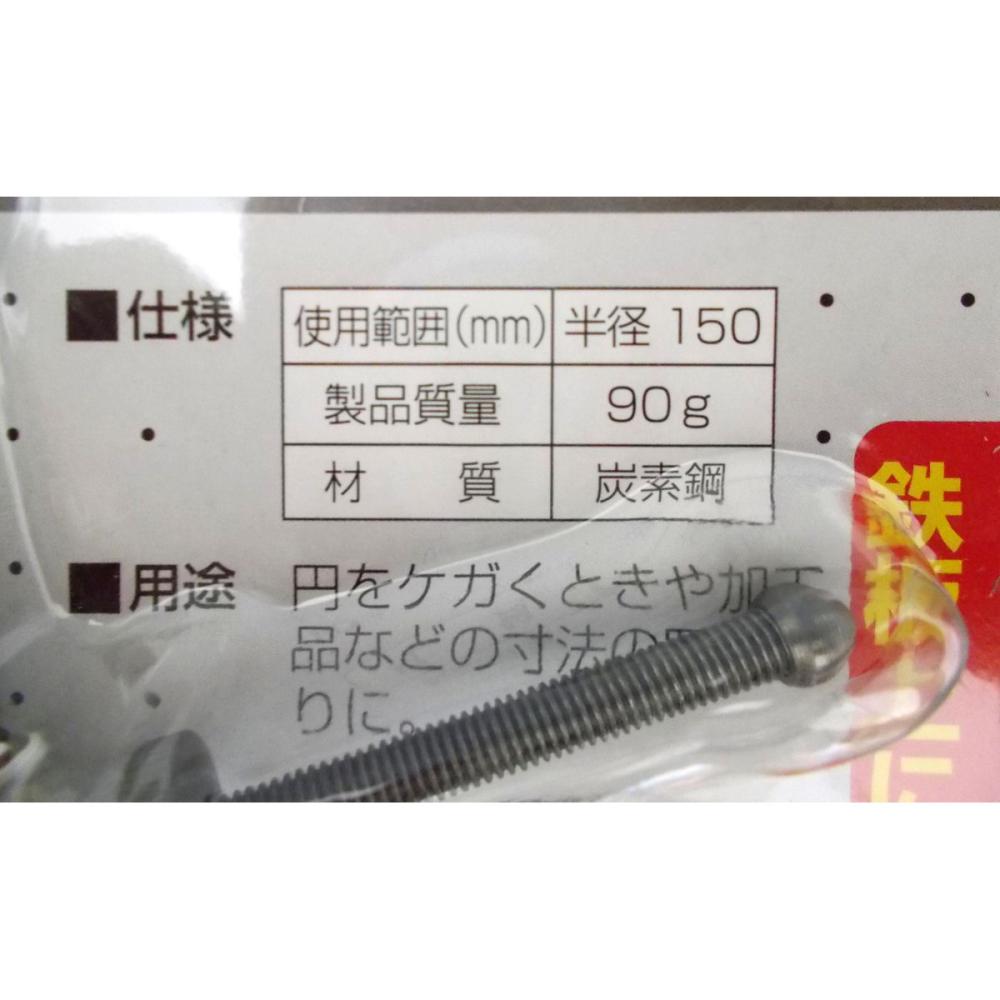 ■仕様
使用範囲(mm) 半径 150
製品質量 90g
材 質 炭素鋼
■用途 円をケガくときや加工
品などの寸法の
りに。
鉄板